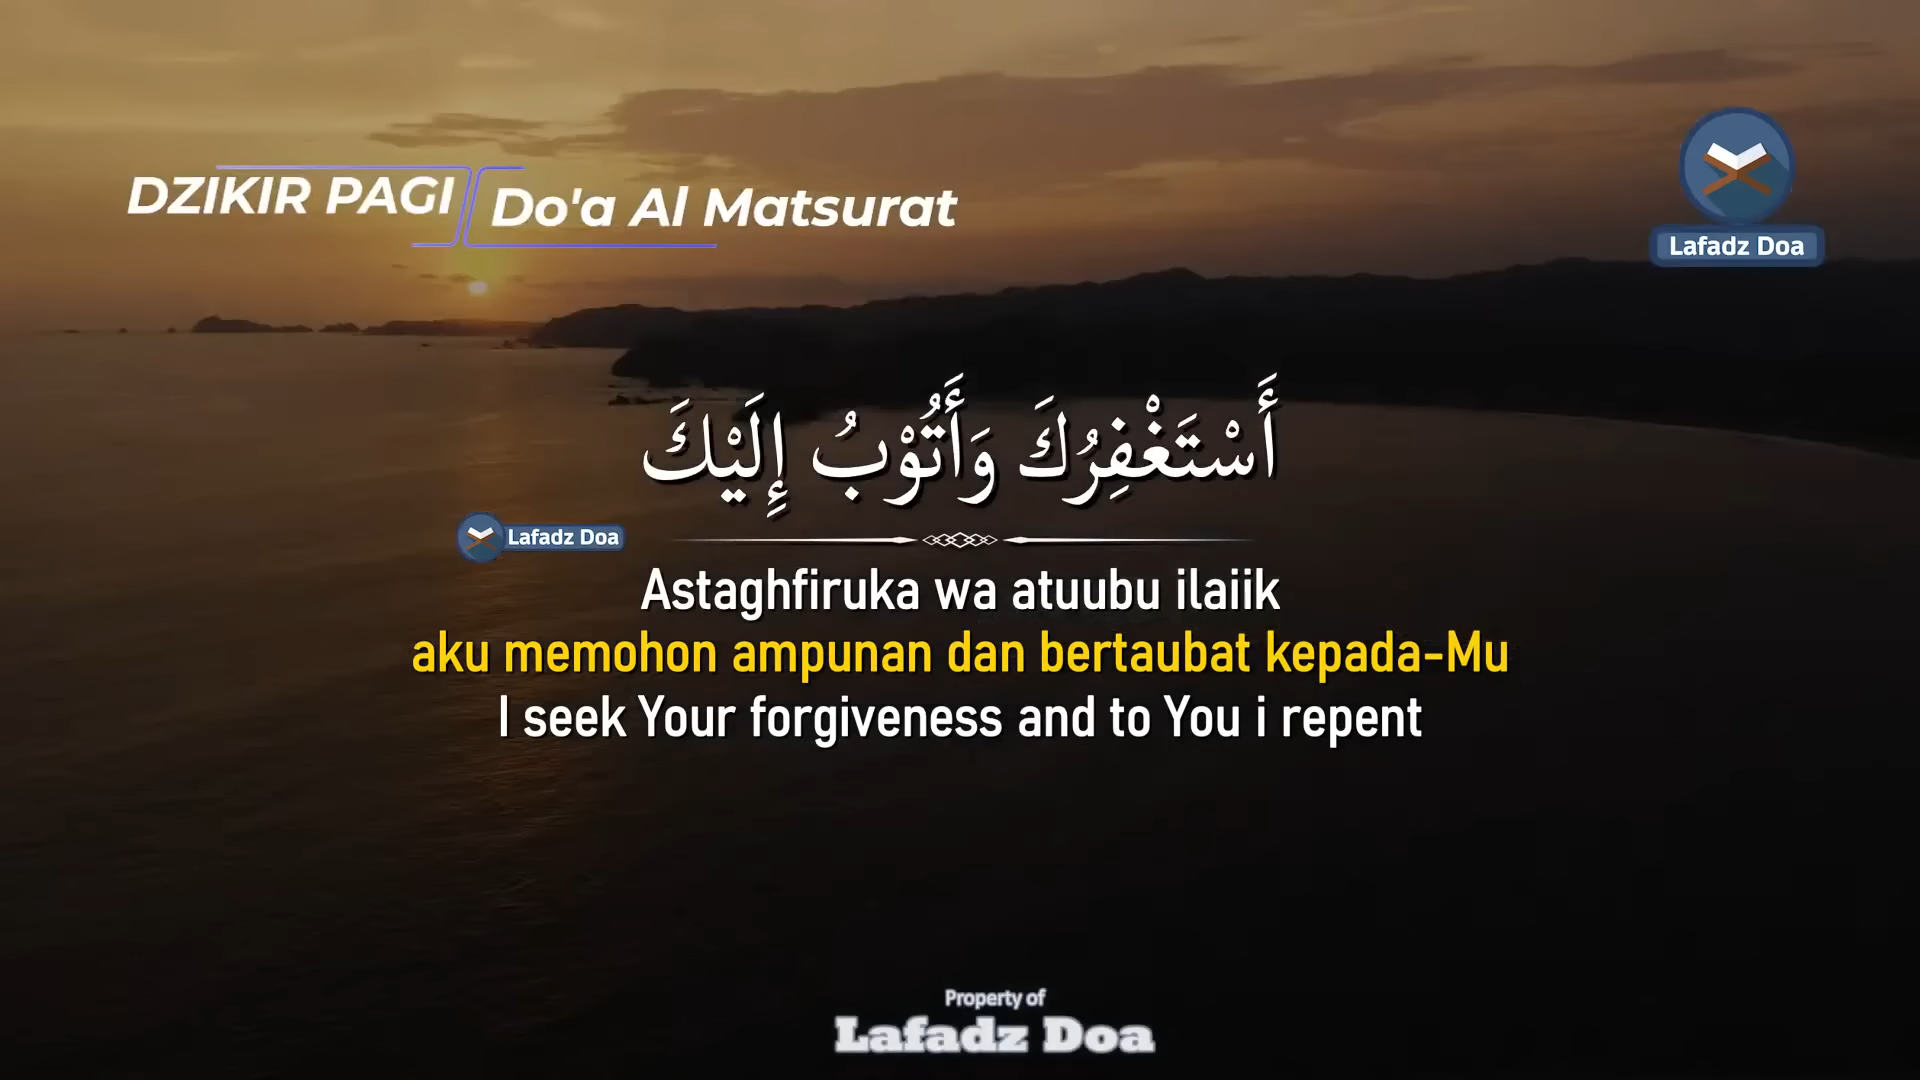 DZIKIR PAGI
Do'a Al Matsurat
Lafadz Doa
أَسْتَغْفِرُكَ وَأَتُوْبُ إِلَيْكَ
Lafadz Doa
Astaghfiruka wa atuubu ilaiik
aku memohon ampunan dan bertaubat kepada-Mu
I seek Your forgiveness and to You i repent
Property of
Lafadz Doa